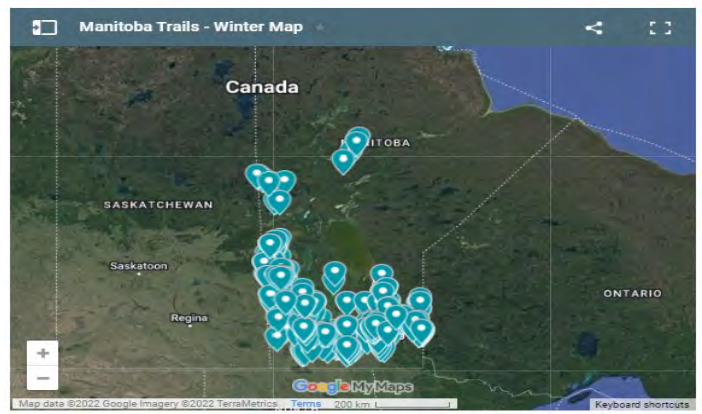 Manitoba Trails - Winter Map
Canada
ITOBA
SASKATCHEWAN
Saskatoon
ONTARIO
Regina
+
−
Google My Maps
Map data ©2022 Google Imagery ©2022 TerraMetrics Terms 200 km Keyboard shortcuts